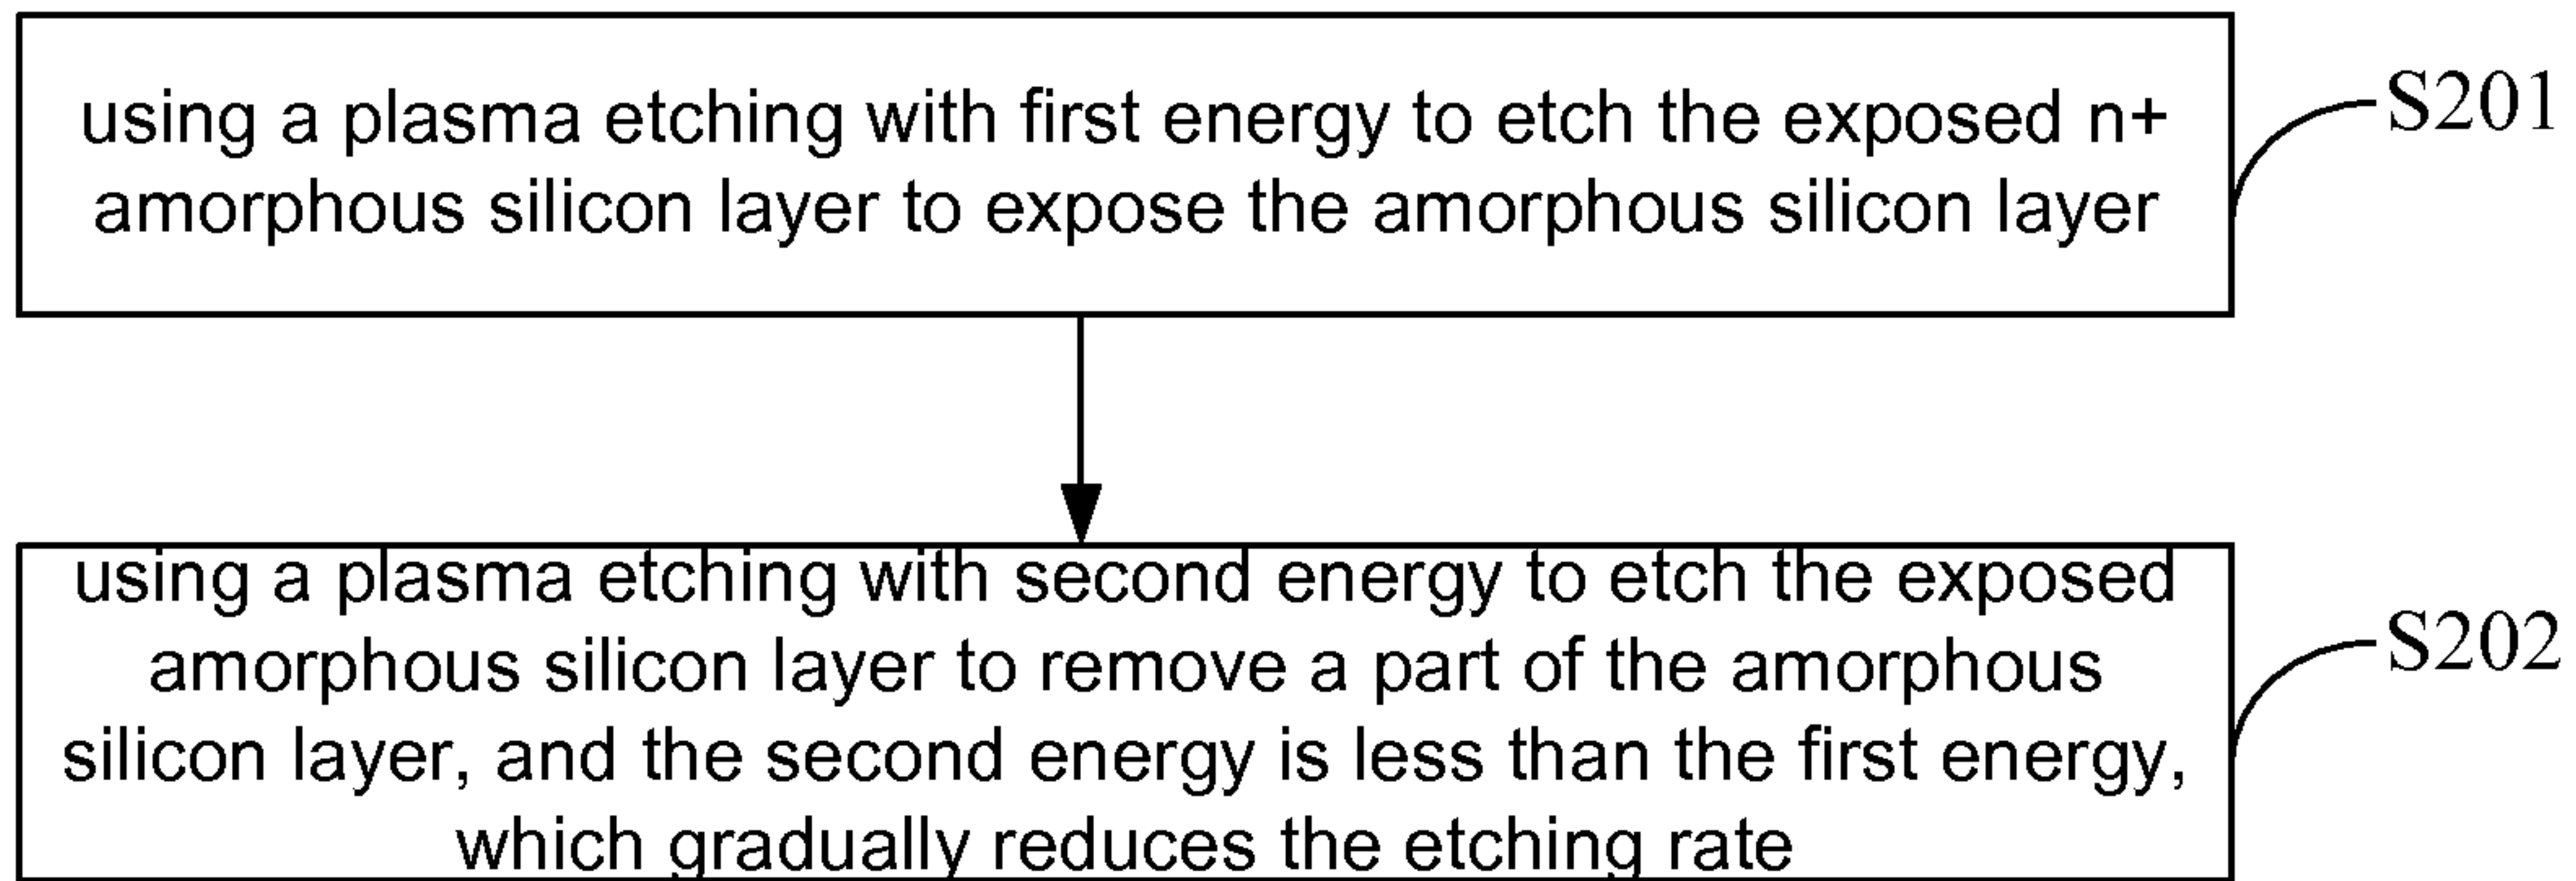 using a plasma etching with first energy to etch the exposed n+
amorphous silicon layer to expose the amorphous silicon layer
S201
using a plasma etching with second energy to etch the exposed
amorphous silicon layer to remove a part of the amorphous
silicon layer, and the second energy is less than the first energy,
which gradually reduces the etching rate
S202